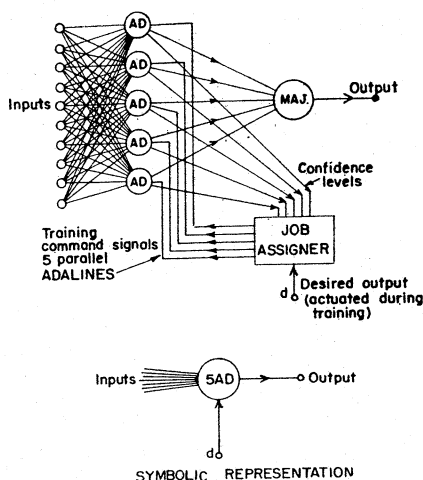 AD
AD
AD
AD
AD
Inputs
MAJ.
Output
Confidence
levels
Training
command signals
5 parallel
ADALINES
JOB
ASSIGNER
d
Desired output
(actuated during
training)
Inputs
5AD
Output
d
SYMBOLIC REPRESENTATION